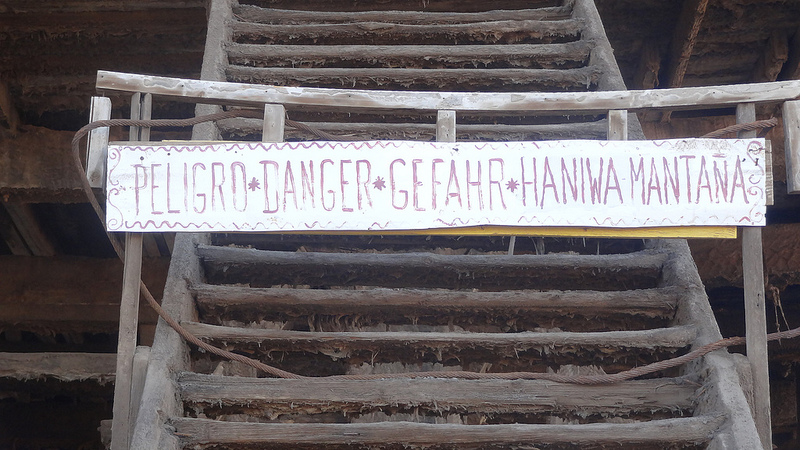 PELIGRO * DANGER * GEFAHR * HANIWA MANTAÑA